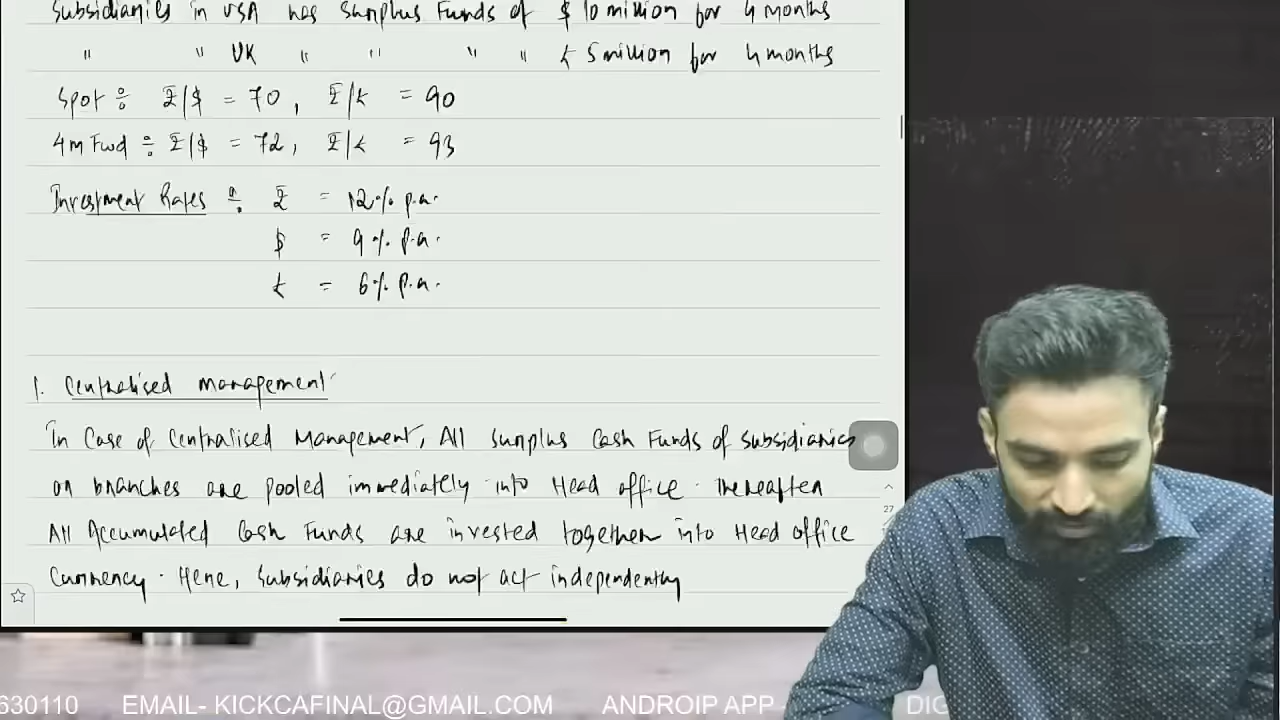 Subsidiaries in USA has surplus Funds of $ 10 million for 4 months
" " UK " " " " £ 5 million for 4 months
Spot ÷ ₹/$ = 70, ₹/£ = 90
4m Fwd ÷ ₹/$ = 72, ₹/£ = 93
Investment Rates ÷ ₹ = 12% p.a.
$ = 9% p.a.
£ = 6% p.a.
1. Centralised management
In Case of Centralised Management, All surplus Cash Funds of subsidiaries
or branches are pooled immediately into Head office. Thereafter
All Accumulated Cash Funds are invested together into Head office
Currency. Here, Subsidiaries do not act independently
27
630110 EMAIL- KICKCAFINAL@GMAIL.COM ANDROIP APP - DIG